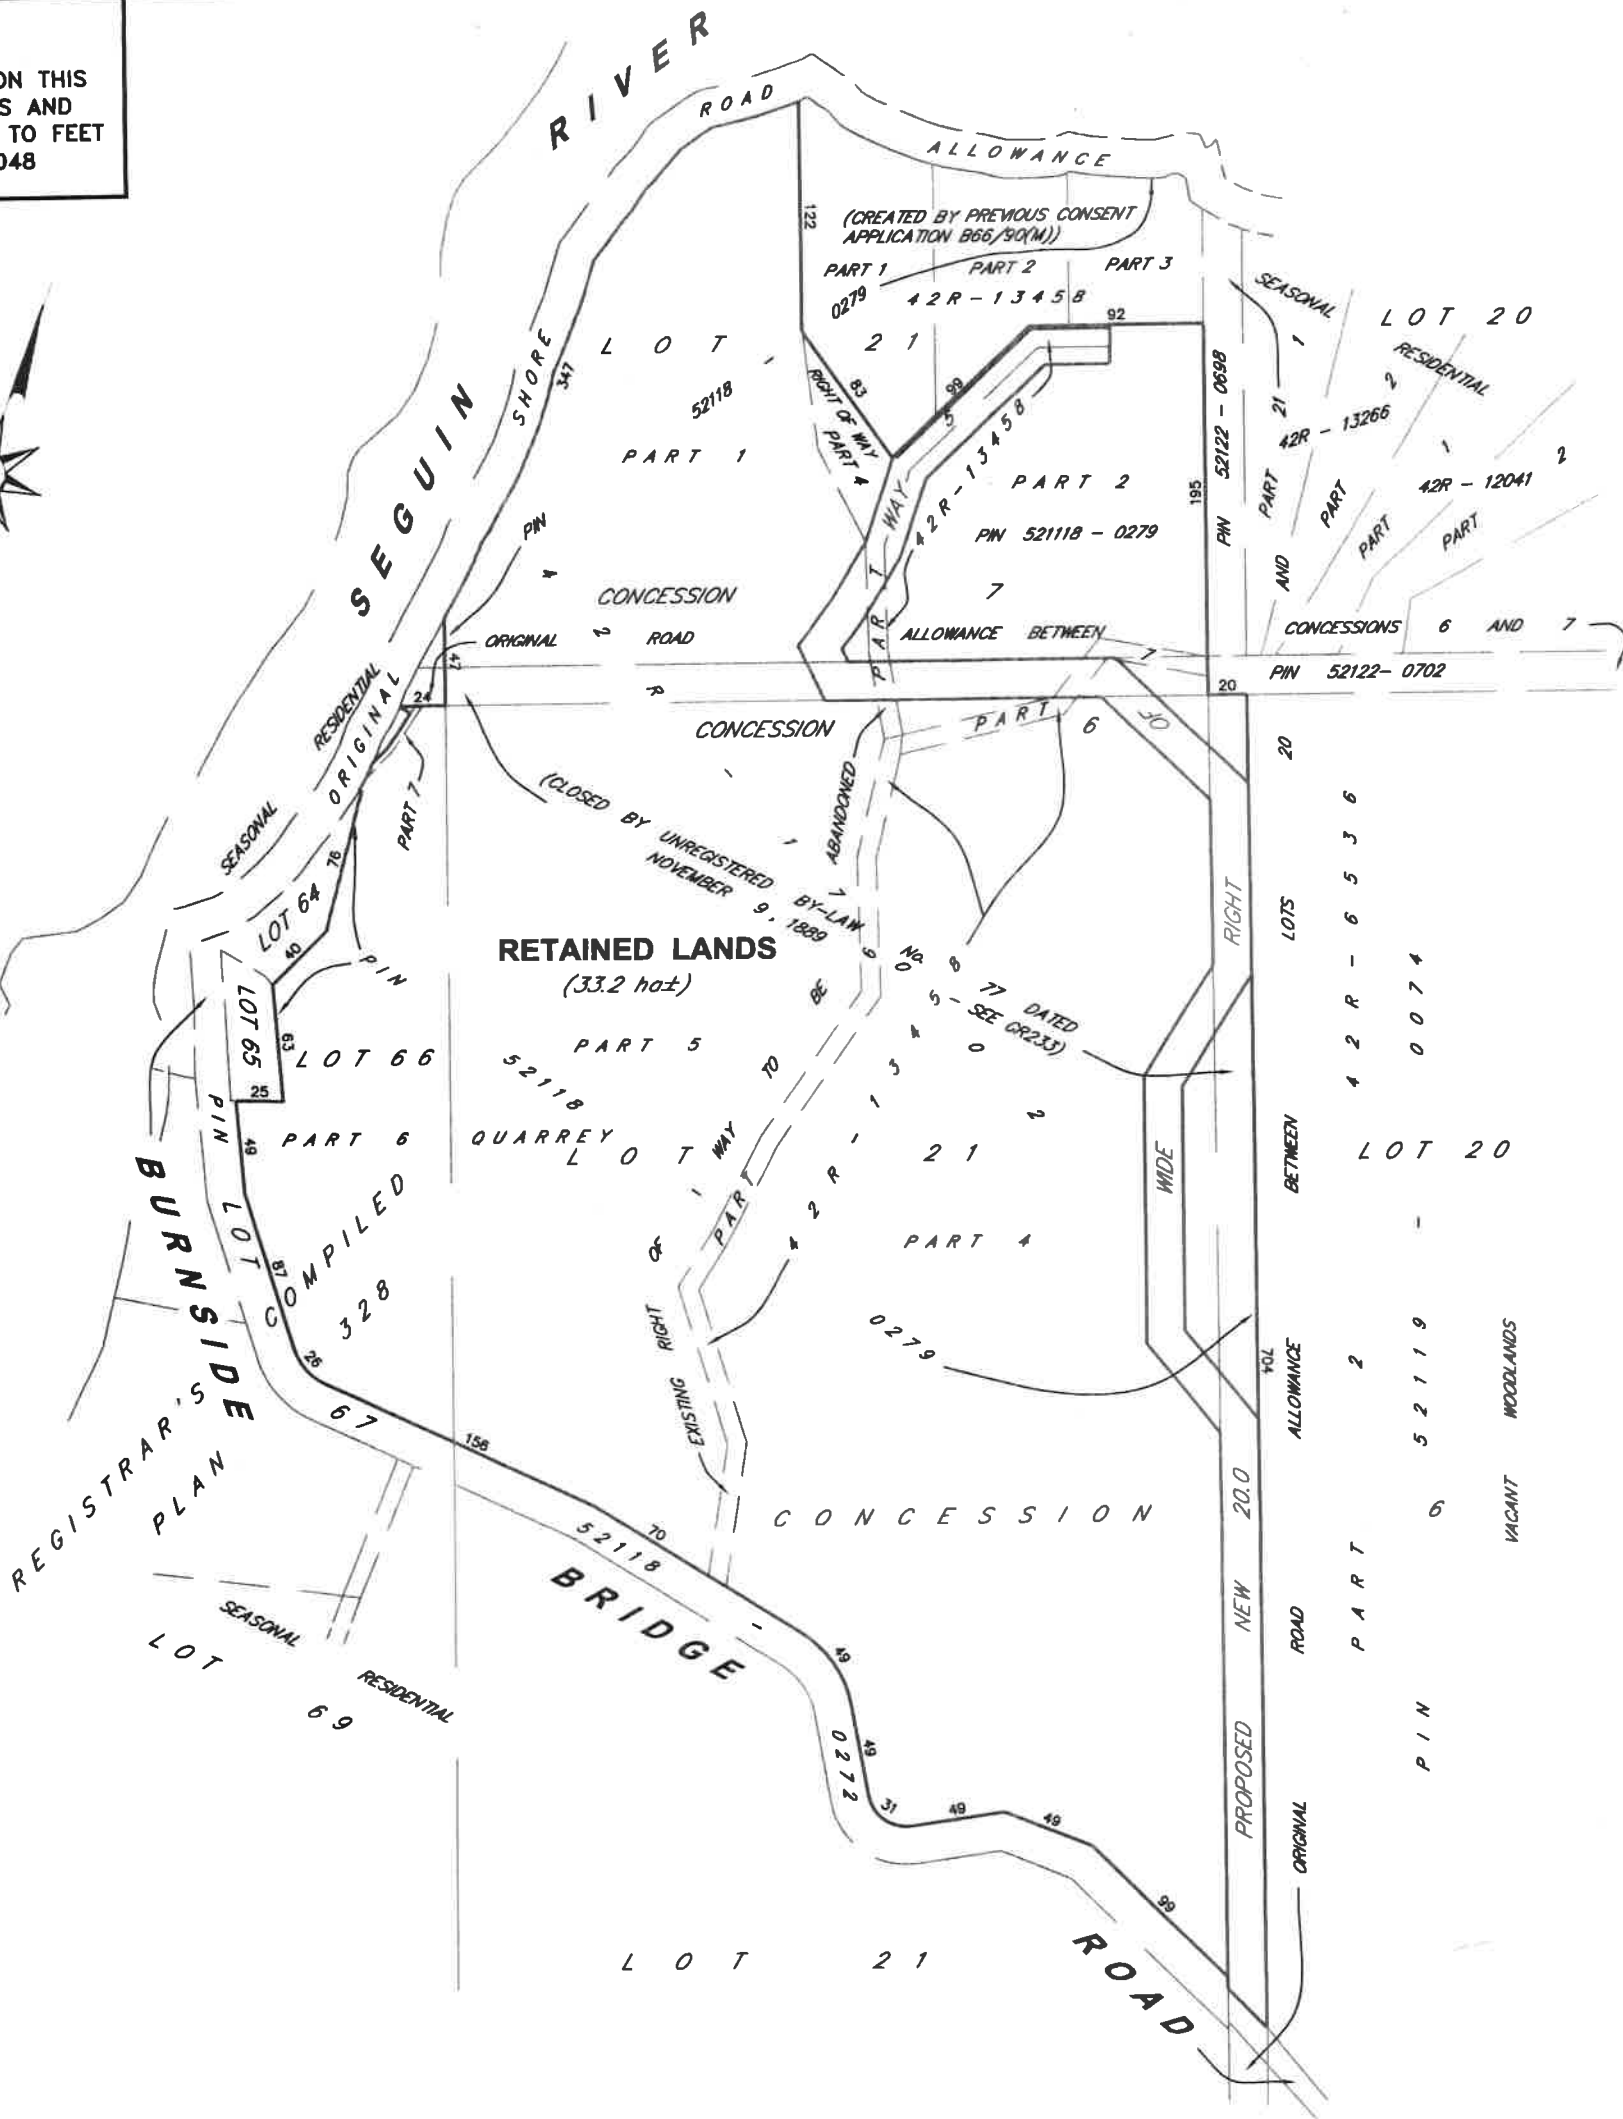 ON THIS
S AND
TO FEET
048
SEGUIN RIVER
ORIGINAL SHORE ROAD ALLOWANCE
(CREATED BY PREVIOUS CONSENT
APPLICATION B66/90(M))
PART 1 PART 2 PART 3
0279 42R-13458
122
92
LOT 21
347
83
99
5
52118
PART 1
RIGHT OF WAY
PART 4
WAY
42R-13458
PART 2
PIN 521118 - 0279
7
195
PIN 52122 - 0698
SEASONAL
RESIDENTIAL
LOT 20
PART 21 1
AND
42R - 13266
PART 2
PART 1
42R - 12041
PART 2
PIN
4
2
CONCESSION
ORIGINAL ROAD ALLOWANCE BETWEEN
CONCESSIONS 6 AND 7
PIN 52122- 0702
PART 7
47
24
R
20
CONCESSION
PART 6
OF
SEASONAL
RESIDENTIAL
PART 7
(CLOSED BY UNREGISTERED BY-LAW No. 77 DATED
NOVEMBER 9, 1889 - SEE GR233)
ABANDONED
LOT 64
76
40
PIN
LOT 65
63
25
RETAINED LANDS
(33.2 ha±)
LOT 66
PART 5
52118
PART 6
QUARREY
LOT 21
PIN LOT
49
87
26
COMPILED
328
REGISTRAR'S
PLAN
67
156
70
52118 - 0272
EXISTING RIGHT OF WAY TO BE
PART
42R-13458
PART 4
0279
CONCESSION 6
BURNSIDE BRIDGE ROAD
SEASONAL
RESIDENTIAL
LOT 69
49
49
31
49
49
99
LOT 21
PROPOSED NEW 20.0 WIDE RIGHT
704
ORIGINAL ROAD ALLOWANCE BETWEEN LOTS 20
PART 2 42R-665536
PIN 52119 - 0074
LOT 20
VACANT WOODLANDS